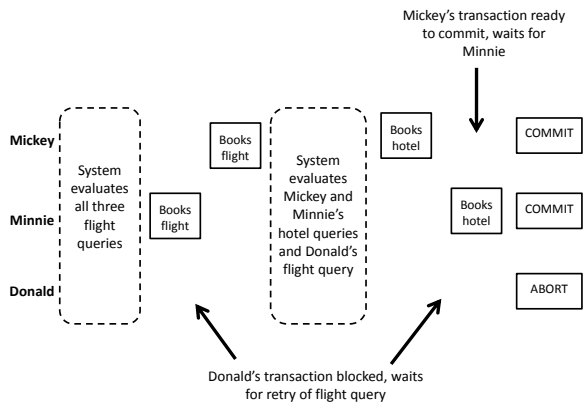 Mickey’s transaction ready
to commit, waits for
Minnie
Mickey
Minnie
Donald
System
evaluates
all three
flight
queries
Books
flight
Books
flight
System
evaluates
Mickey and
Minnie’s
hotel queries
and Donald’s
flight query
Books
hotel
Books
hotel
COMMIT
COMMIT
ABORT
Donald’s transaction blocked, waits
for retry of flight query